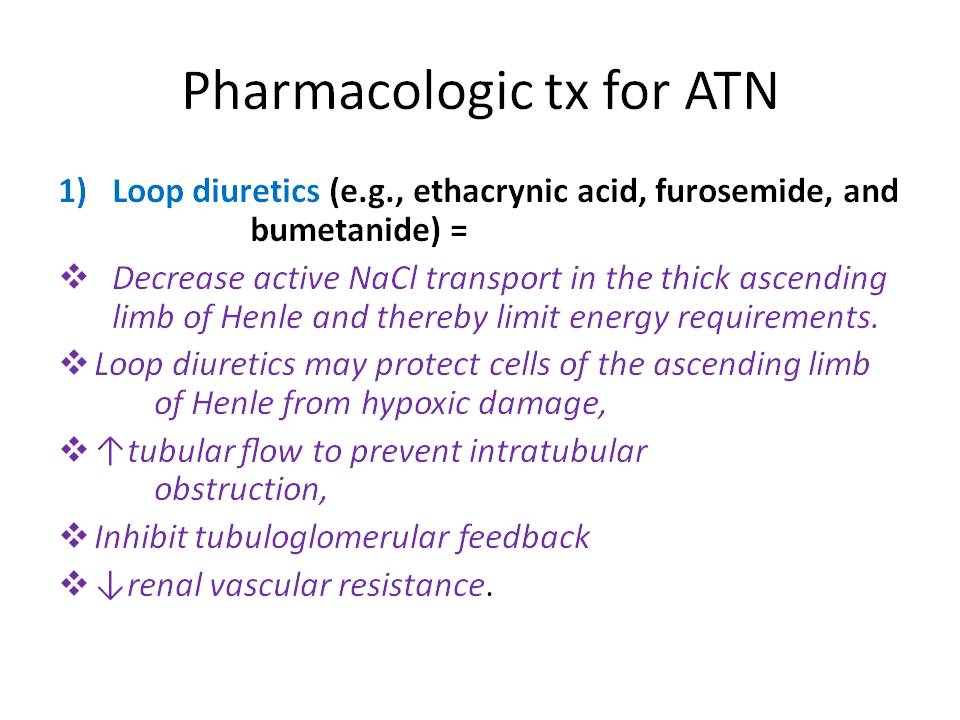 Pharmacologic tx for ATN
1) Loop diuretics (e.g., ethacrynic acid, furosemide, and
bumetanide) =
❖ Decrease active NaCl transport in the thick ascending
limb of Henle and thereby limit energy requirements.
❖ Loop diuretics may protect cells of the ascending limb
of Henle from hypoxic damage,
❖ ↑tubular flow to prevent intratubular
obstruction,
❖ Inhibit tubuloglomerular feedback
❖ ↓renal vascular resistance.